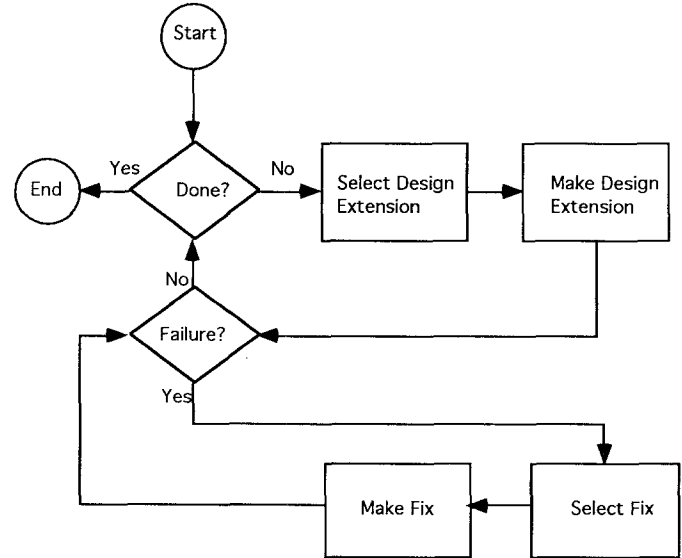 Start
Yes
No
End
Done?
Select Design
Extension
Make Design
Extension
No
Failure?
Yes
Make Fix
Select Fix